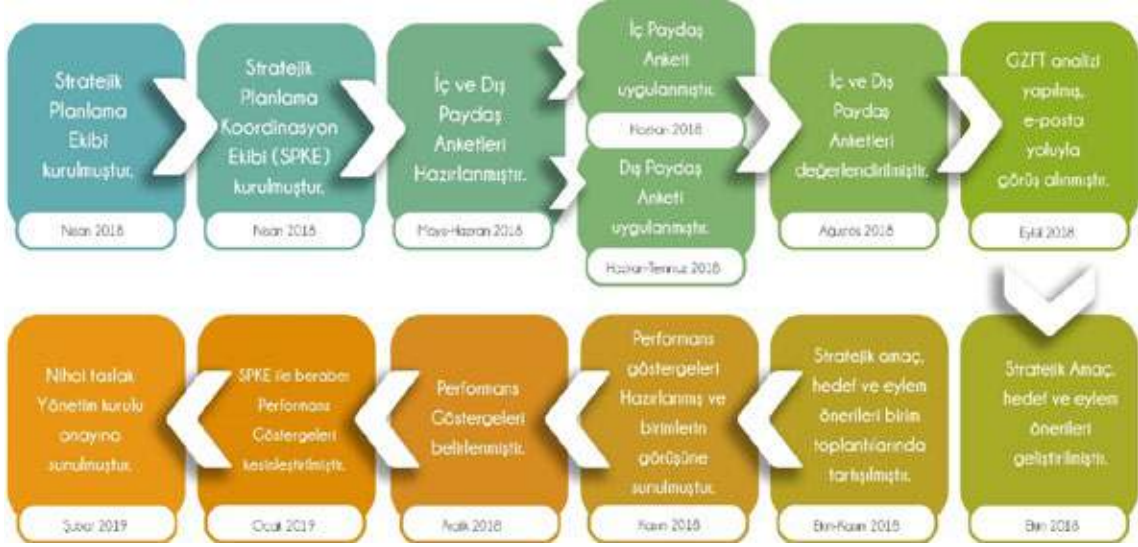 Stratejik
Planlama
Ekibi
kurulmuştur.
Nisan 2018
Stratejik
Planlama
Koordinasyon
Ekibi (SPKE)
kurulmuştur.
Nisan 2018
İç ve Dış
Paydaş
Anketleri
Hazırlanmıştır.
Mayıs-Haziran 2018
İç Paydaş
Anketi
uygulanmıştır.
Haziran 2018
Dış Paydaş
Anketi
uygulanmıştır.
Haziran-Temmuz 2018
İç ve Dış
Paydaş
Anketleri
değerlendirilmiştir.
Ağustos 2018
GZFT analizi
yapılmış,
e-posta
yoluyla
görüş alınmıştır.
Eylül 2018
Stratejik Amaç,
hedef ve eylem
önerileri
geliştirilmiştir.
Ekim 2018
Stratejik amaç,
hedef ve eylem
önerileri birim
toplantılarında
tartışılmıştır.
Ekim-Kasım 2018
Performans
göstergeleri
Hazırlanmış ve
birimlerin
görüşüne
sunulmuştur.
Kasım 2018
Performans
Göstergeleri
belirlenmiştir.
Aralık 2018
SPKE ile beraber
Performans
Göstergeleri
kesinleştirilmiştir.
Ocak 2019
Nihai taslak
Yönetim kurulu
onayına
sunulmuştur.
Şubat 2019